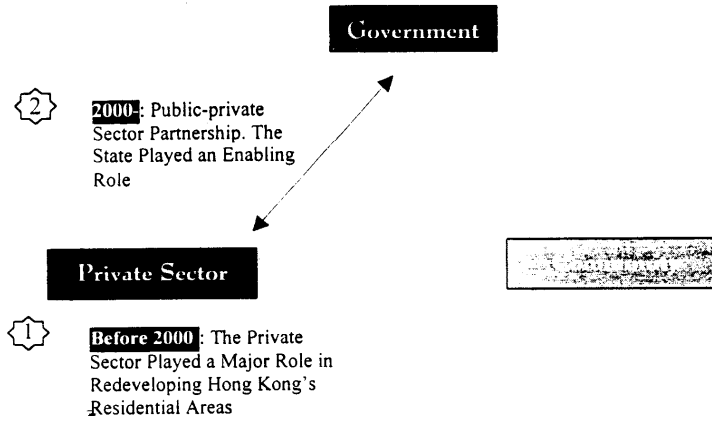 Government
2
2000-: Public-private
Sector Partnership. The
State Played an Enabling
Role
Private Sector
1
Before 2000 : The Private
Sector Played a Major Role in
Redeveloping Hong Kong's
Residential Areas